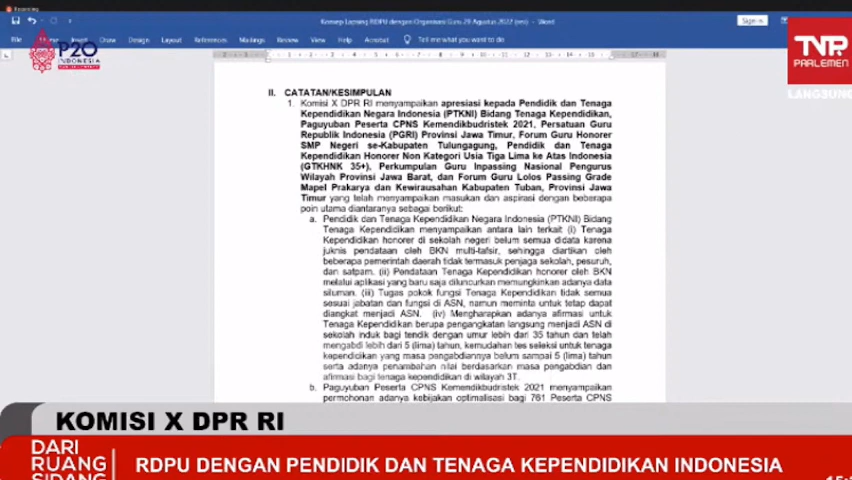 Recording
Konsep Lapsing RDPU dengan Organisasi Guru 29 Agustus 2022 (rev) - Word
Sign in
File Home Insert Draw Design Layout References Mailings Review View Help Acrobat Tell me what you want to do
P20
INDONESIA
TVR
PARLEMEN
LANGSUNG
II. CATATAN/KESIMPULAN
1. Komisi X DPR RI menyampaikan apresiasi kepada Pendidik dan Tenaga
Kependidikan Negara Indonesia (PTKNI) Bidang Tenaga Kependidikan,
Paguyuban Peserta CPNS Kemendikbudristek 2021, Persatuan Guru
Republik Indonesia (PGRI) Provinsi Jawa Timur, Forum Guru Honorer
SMP Negeri se-Kabupaten Tulungagung, Pendidik dan Tenaga
Kependidikan Honorer Non Kategori Usia Tiga Lima ke Atas Indonesia
(GTKHNK 35+), Perkumpulan Guru Inpassing Nasional Pengurus
Wilayah Provinsi Jawa Barat, dan Forum Guru Lolos Passing Grade
Mapel Prakarya dan Kewirausahan Kabupaten Tuban, Provinsi Jawa
Timur yang telah menyampaikan masukan dan aspirasi dengan beberapa
poin utama diantaranya sebagai berikut:
a. Pendidik dan Tenaga Kependidikan Negara Indonesia (PTKNI) Bidang
Tenaga Kependidikan menyampaikan antara lain terkait (i) Tenaga
Kependidikan honorer di sekolah negeri belum semua didata karena
juknis pendataan oleh BKN multi-tafsir, sehingga diartikan oleh
beberapa pemerintah daerah tidak termasuk penjaga sekolah, pesuruh,
dan satpam. (ii) Pendataan Tenaga Kependidikan honorer oleh BKN
melalui aplikasi yang baru saja diluncurkan memungkinkan adanya data
siluman. (iii) Tugas pokok fungsi Tenaga Kependidikan tidak semua
sesuai jabatan dan fungsi di ASN, namun meminta untuk tetap dapat
diangkat menjadi ASN. (iv) Mengharapkan adanya afirmasi untuk
Tenaga Kependidikan berupa pengangkatan langsung menjadi ASN di
sekolah induk bagi tendik dengan umur lebih dari 35 tahun dan telah
mengabdi lebih dari 5 (lima) tahun, kemudahan tes seleksi untuk tenaga
kependidikan yang masa pengabdiannya belum sampai 5 (lima) tahun
serta adanya penambahan nilai berdasarkan masa pengabdian dan
afirmasi bagi tenaga kependidikan di wilayah 3T.
b. Paguyuban Peserta CPNS Kemendikbudristek 2021 menyampaikan
permohonan adanya kebijakan optimalisasi bagi 761 Peserta CPNS
KOMISI X DPR RI
DARI
RUANG
SIDANG
RDPU DENGAN PENDIDIK DAN TENAGA KEPENDIDIKAN INDONESIA